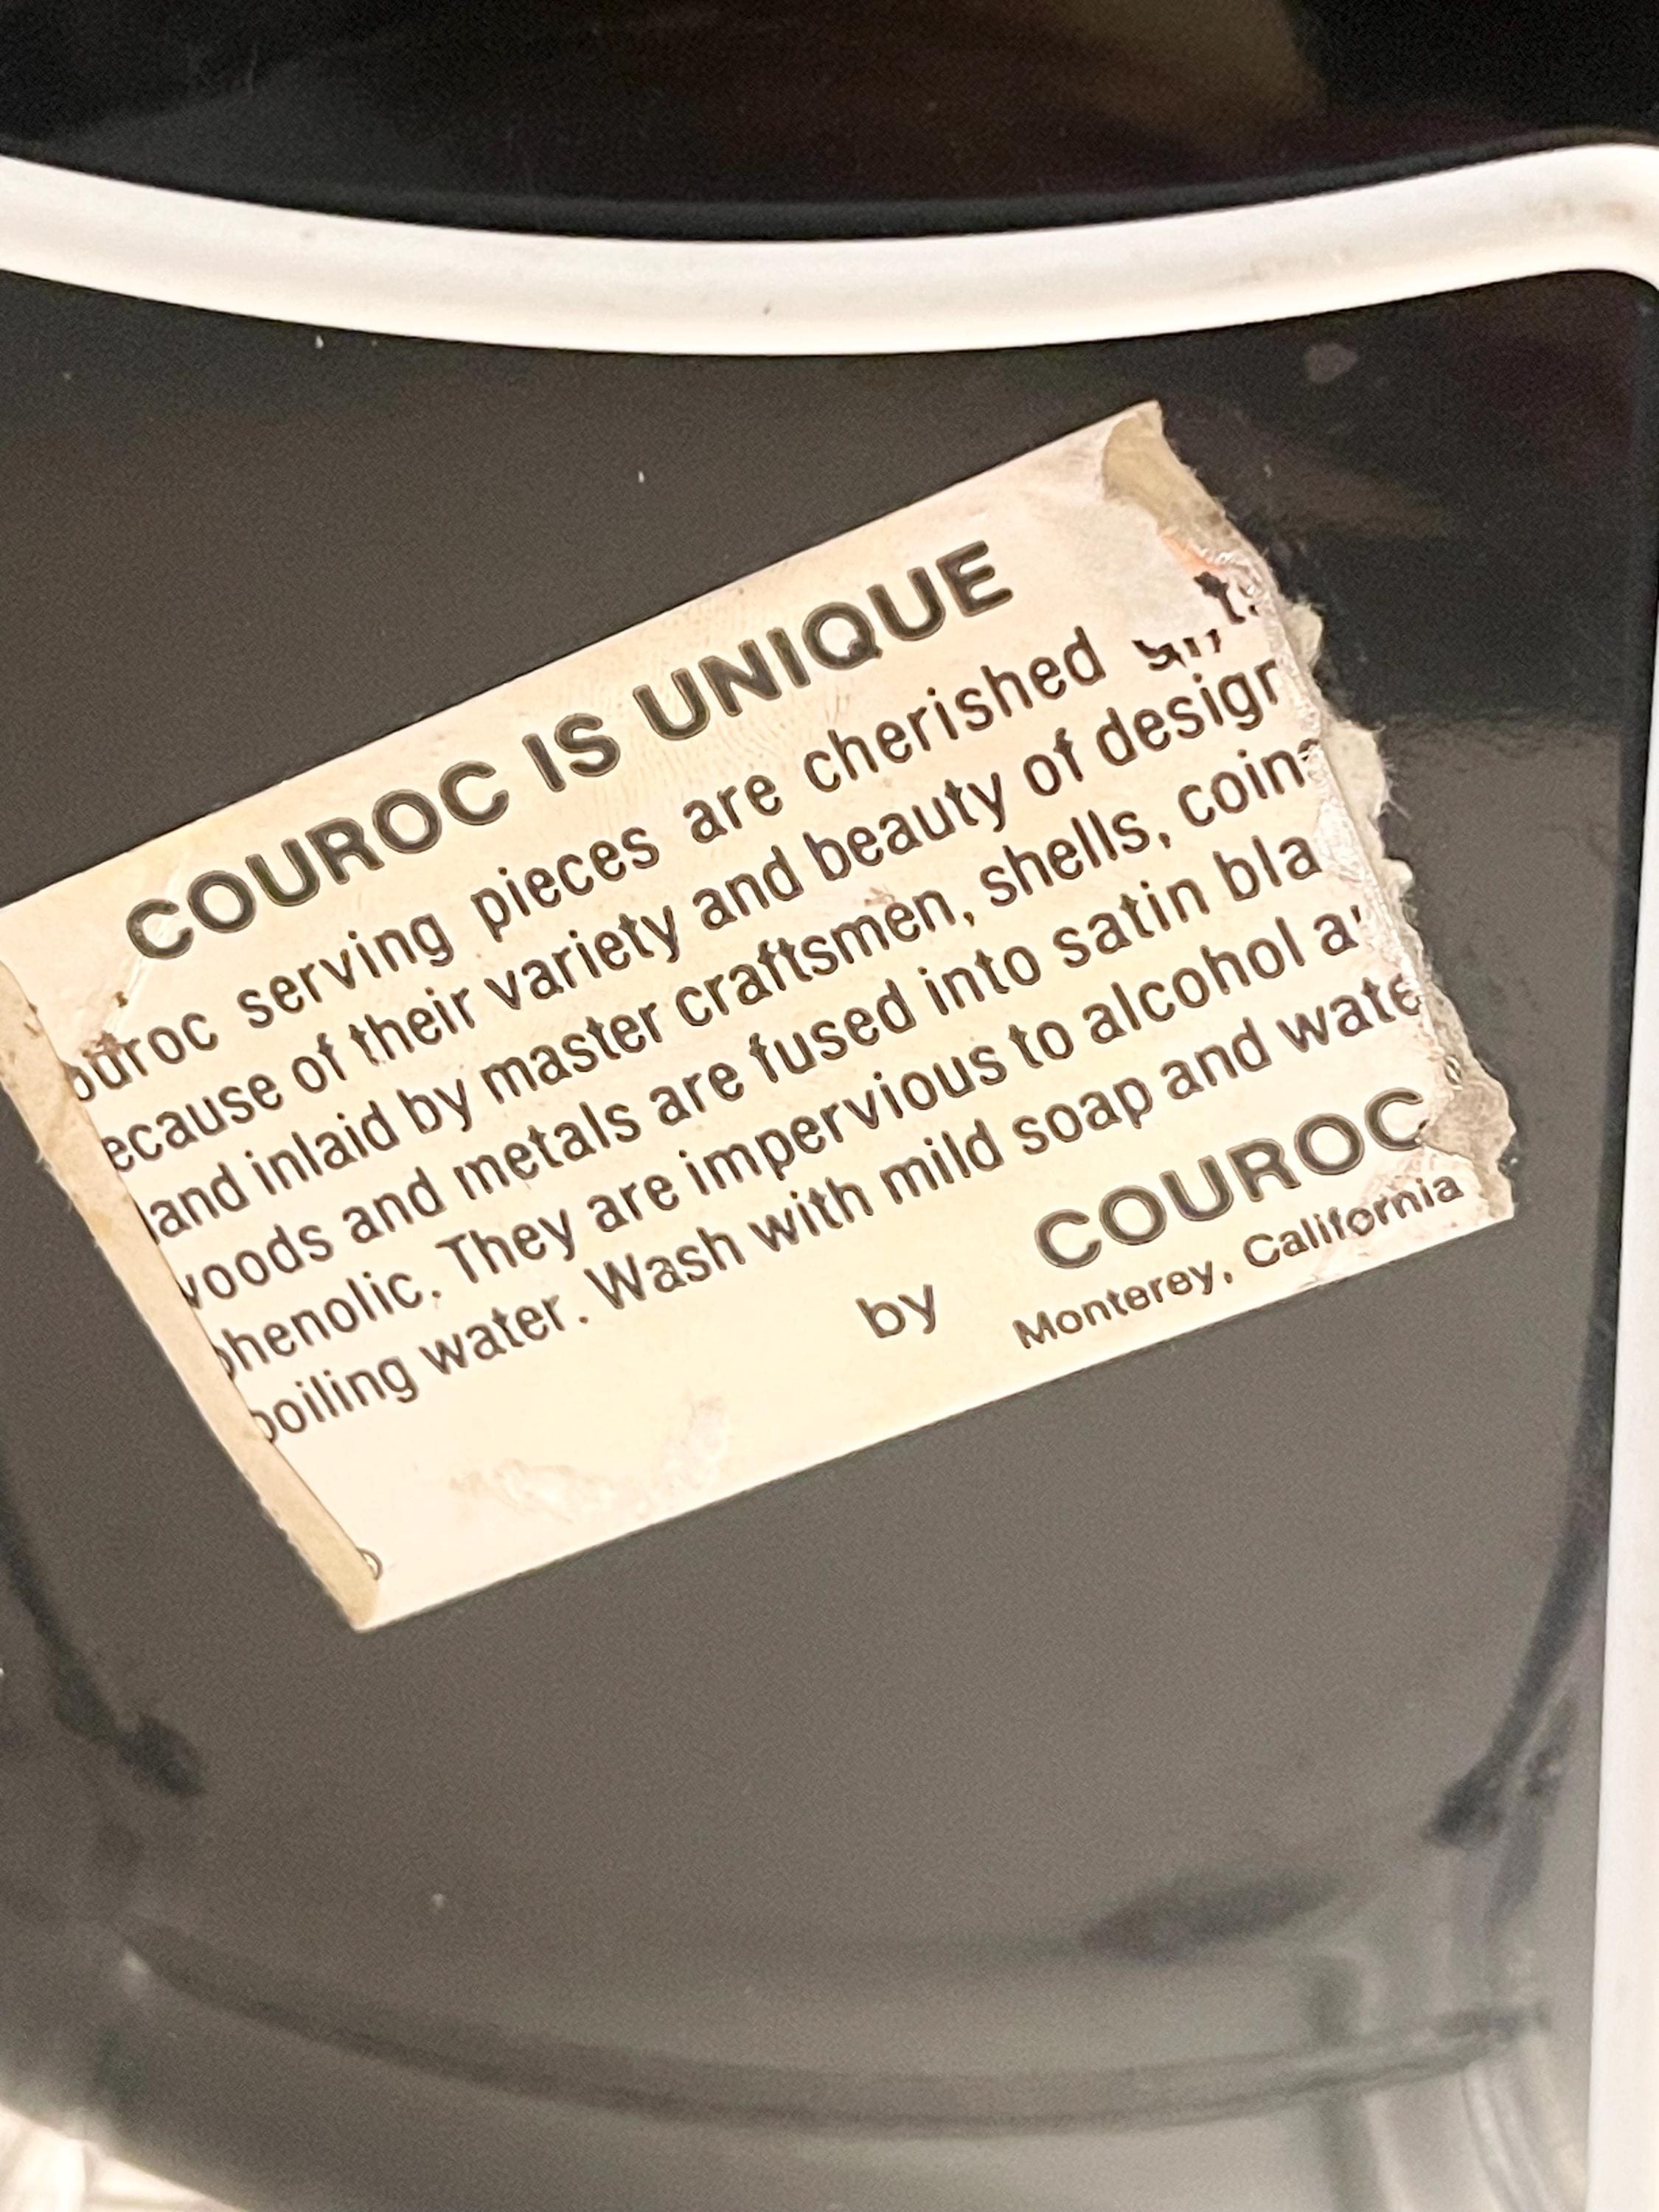 COUROC IS UNIQUE
ouroc serving pieces are cherished
ecause of their variety and beauty of design
and inlaid by master craftsmen, shells, coin
woods and metals are fused into satin bla
phenolic. They are impervious to alcohol a
boiling water. Wash with mild soap and wate
by COUROC
Monterey, California